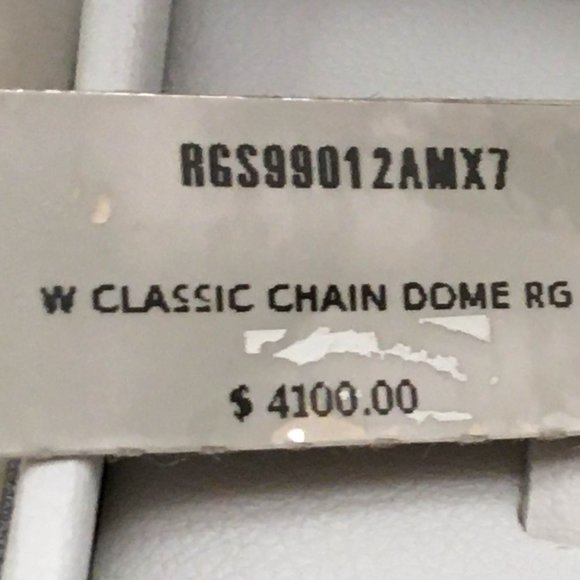 RGS99012AMX7
W CLASSIC CHAIN DOME RG
$ 4100.00